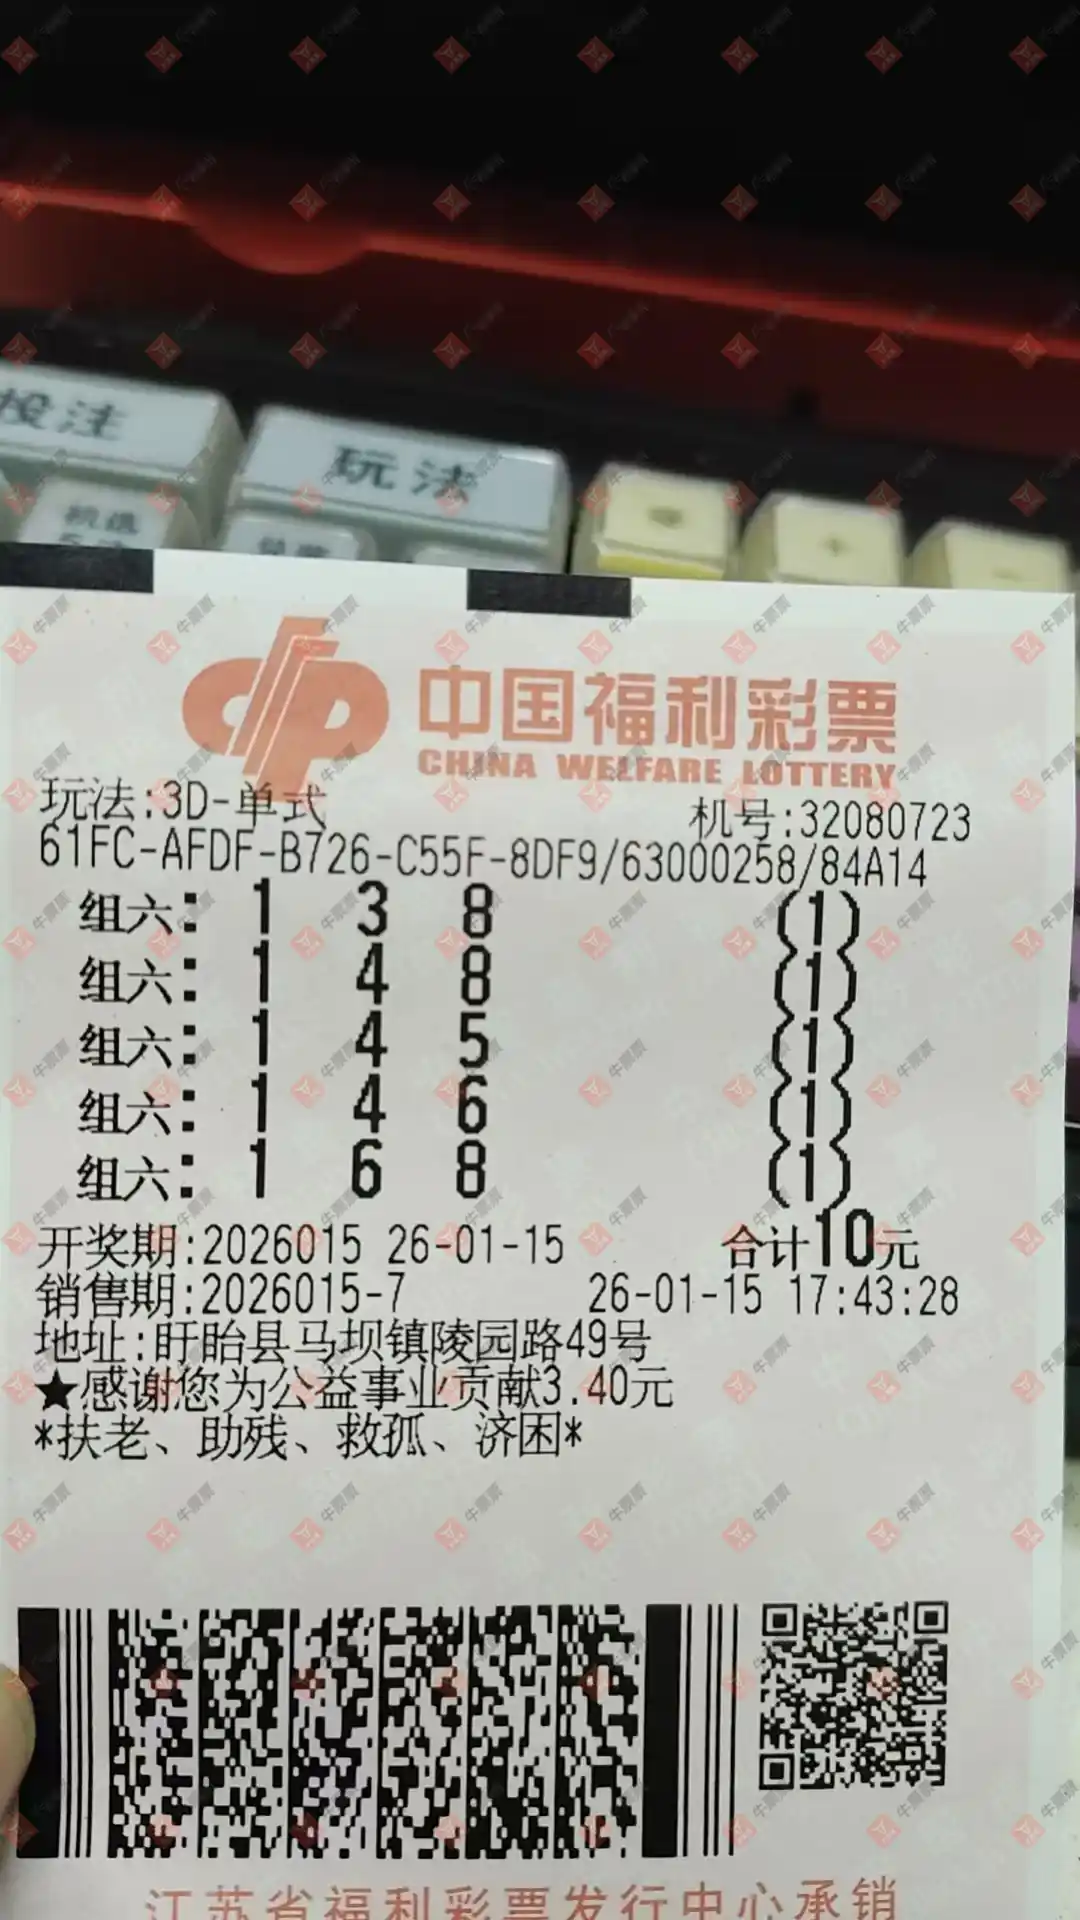 投注
玩法
机选
中国福利彩票
CHINA WELFARE LOTTERY
玩法:3D-单式 机号:32080723
61FC-AFDF-B726-C55F-8DF9/63000258/84A14
组六: 1 3 8 (1)
组六: 1 4 8 (1)
组六: 1 4 5 (1)
组六: 1 4 6 (1)
组六: 1 6 8 (1)
开奖期:2026015 26-01-15 合计10元
销售期:2026015-7 26-01-15 17:43:28
地址:盱眙县马坝镇陵园路49号
★感谢您为公益事业贡献3.40元
*扶老、助残、救孤、济困*
江苏省福利彩票发行中心承销
牛票票